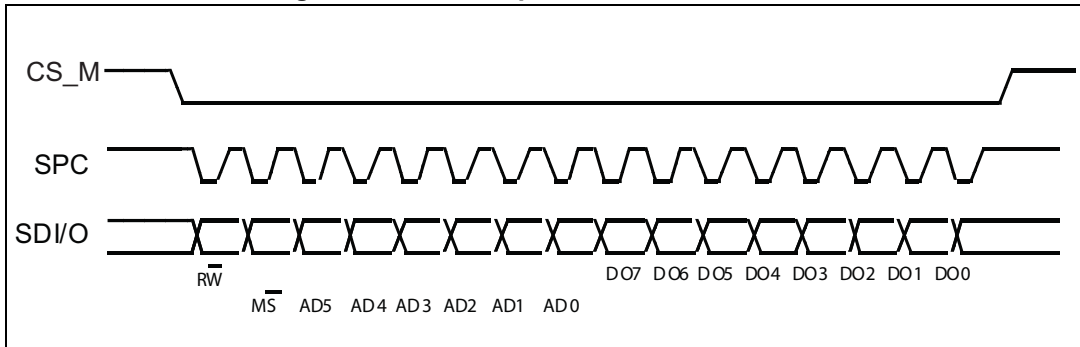 CS_M
SPC
SDI/O
RW
DO7 DO6 DO5 DO4 DO3 DO2 DO1 DO0
MS AD5 AD4 AD3 AD2 AD1 AD0